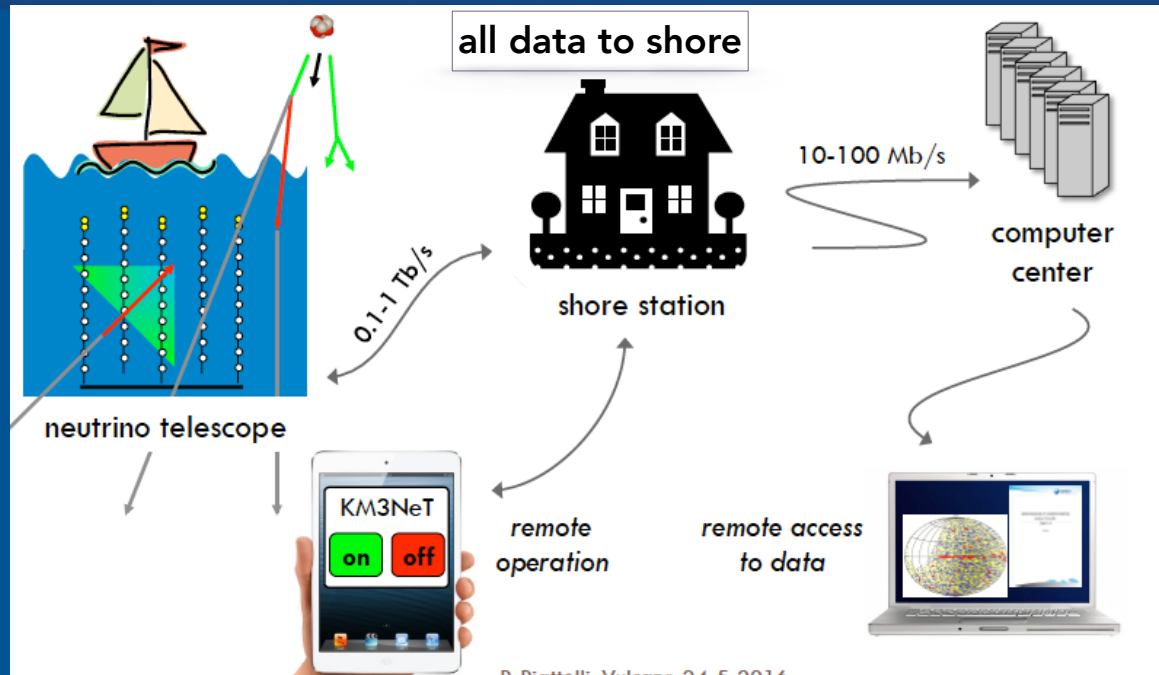 all data to shore
10-100 Mb/s
computer
center
0.1-1 Tb/s
shore station
neutrino telescope
KM3NeT
on
off
remote
operation
remote access
to data